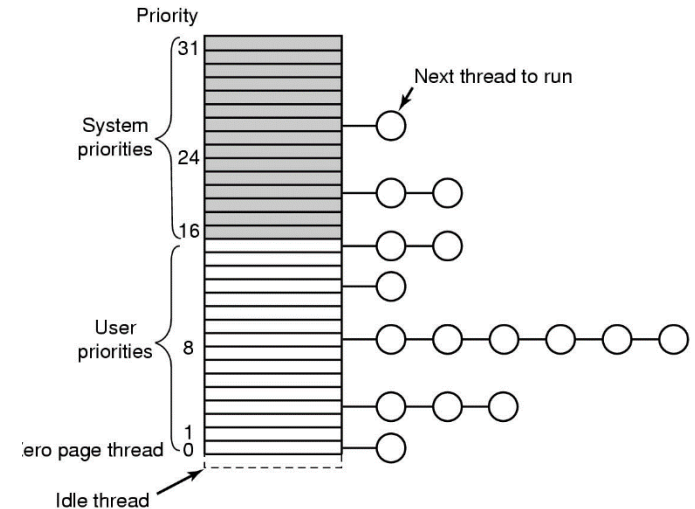 Priority
31
Next thread to run
System
priorities
24
16
User
priorities
8
1
ero page thread
0
Idle thread